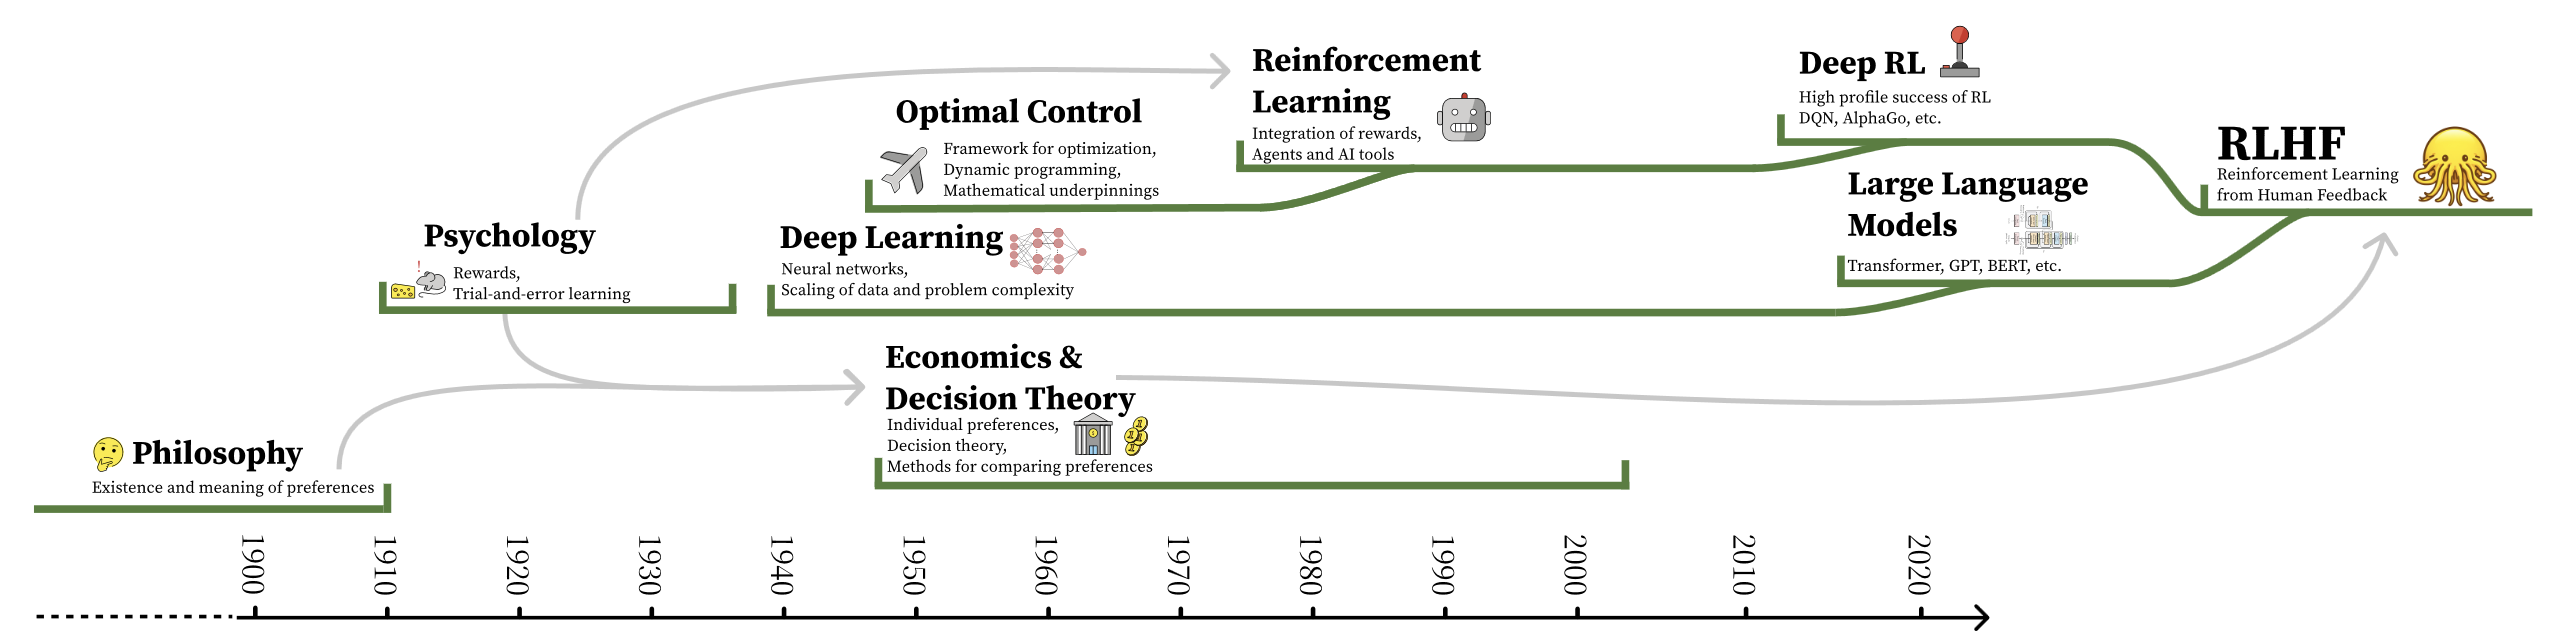 Reinforcement
Learning
Integration of rewards,
Agents and AI tools
Deep RL
High profile success of RL
DQN, AlphaGo, etc.
Optimal Control
Framework for optimization,
Dynamic programming,
Mathematical underpinnings
RLHF
Reinforcement Learning
from Human Feedback
Large Language
Models
Transformer, GPT, BERT, etc.
Psychology
!
Rewards,
Trial-and-error learning
Deep Learning
Neural networks,
Scaling of data and problem complexity
Economics &
Decision Theory
Individual preferences,
Decision theory,
Methods for comparing preferences
Philosophy
Existence and meaning of preferences
1900
1910
1920
1930
1940
1950
1960
1970
1980
1990
2000
2010
2020